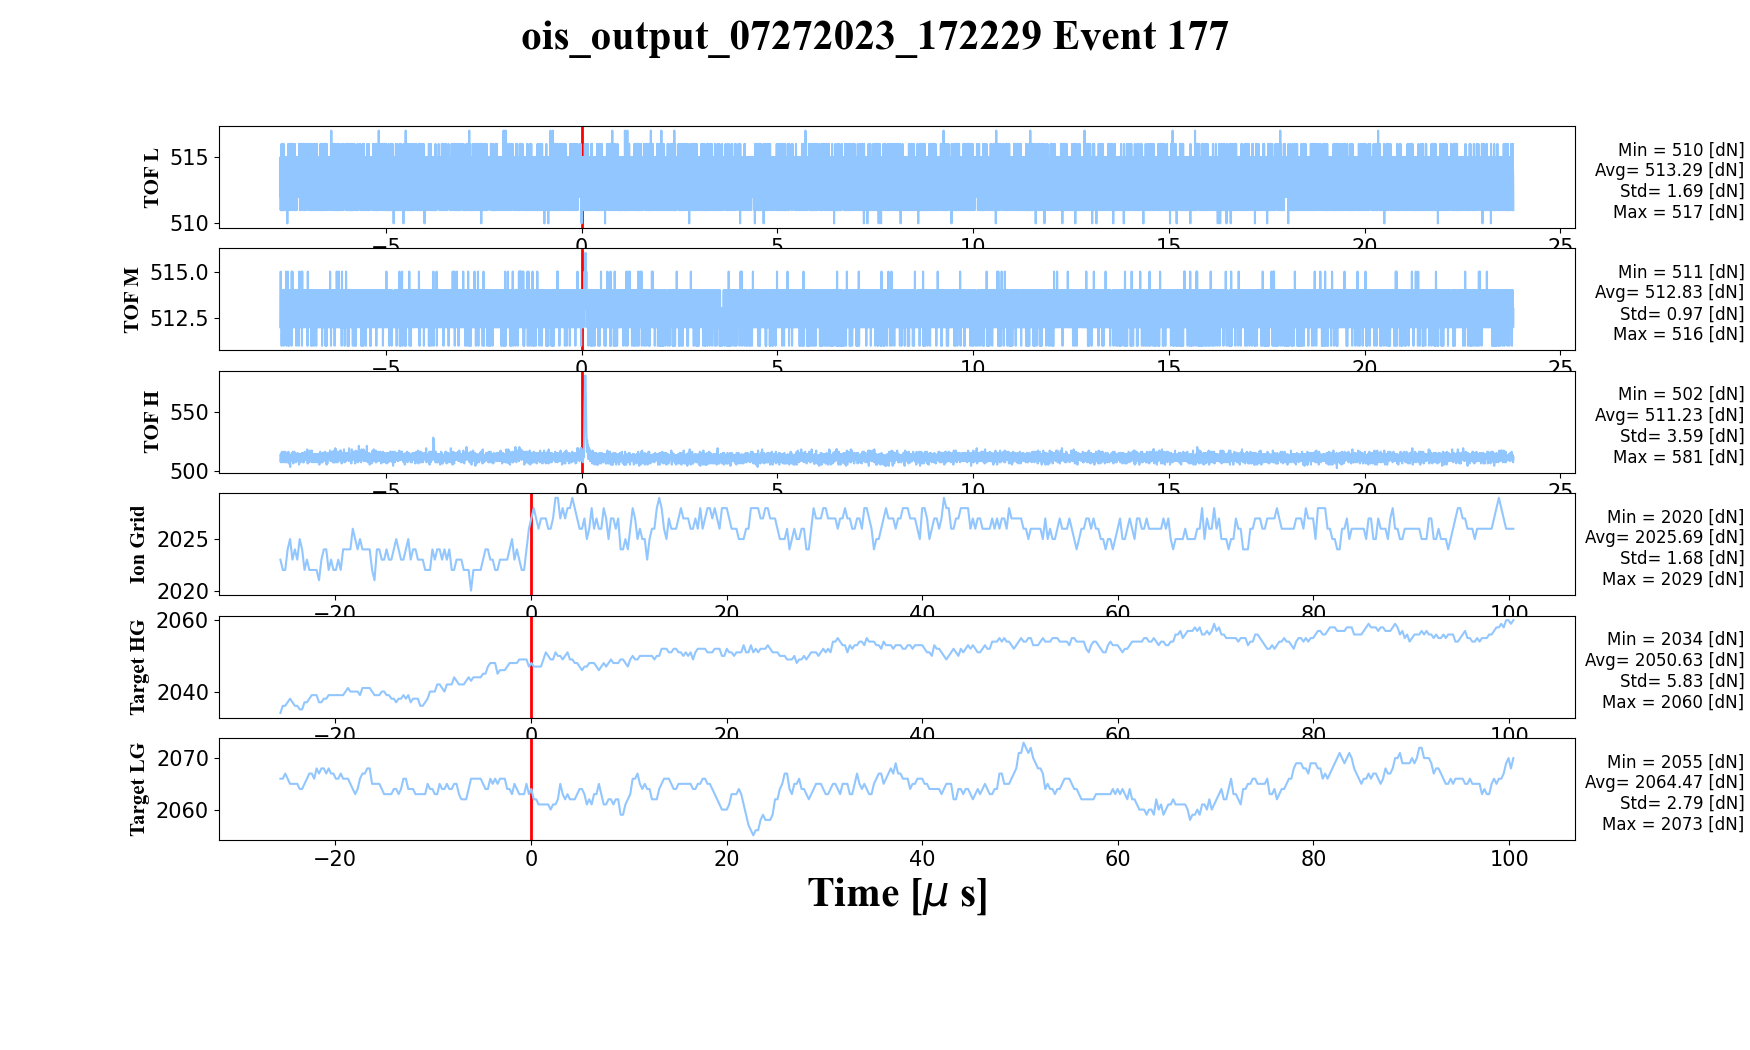 ois_output_07272023_172229 Event 177
TOF L
515
510
−5
0
5
10
15
20
25
Min = 510 [dN]
Avg= 513.29 [dN]
Std= 1.69 [dN]
Max = 517 [dN]
TOF M
515.0
512.5
−5
0
5
10
15
20
25
Min = 511 [dN]
Avg= 512.83 [dN]
Std= 0.97 [dN]
Max = 516 [dN]
TOF H
550
500
−5
0
5
10
15
20
25
Min = 502 [dN]
Avg= 511.23 [dN]
Std= 3.59 [dN]
Max = 581 [dN]
Ion Grid
2025
2020
−20
0
20
40
60
80
100
Min = 2020 [dN]
Avg= 2025.69 [dN]
Std= 1.68 [dN]
Max = 2029 [dN]
Target HG
2060
2040
−20
0
20
40
60
80
100
Min = 2034 [dN]
Avg= 2050.63 [dN]
Std= 5.83 [dN]
Max = 2060 [dN]
Target LG
2070
2060
−20
0
20
40
60
80
100
Min = 2055 [dN]
Avg= 2064.47 [dN]
Std= 2.79 [dN]
Max = 2073 [dN]
Time [μ s]